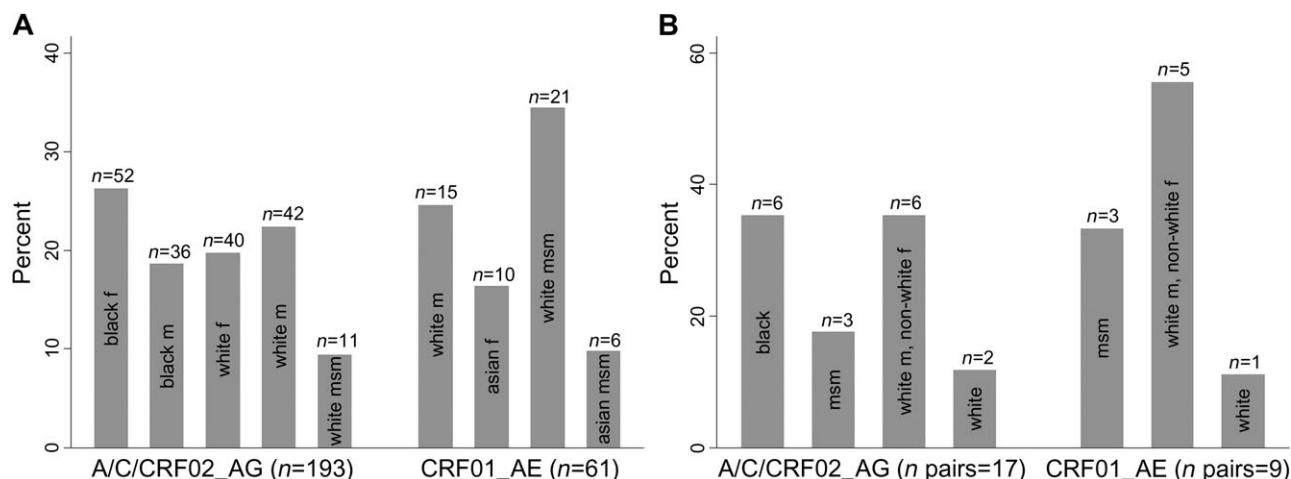 A
Percent
40
30
20
10
0
n=52
black f
n=36
black m
n=40
white f
n=42
white m
n=11
white msm
n=15
white m
n=10
asian f
n=21
white msm
n=6
asian msm
A/C/CRF02_AG (n=193)
CRF01_AE (n=61)
B
Percent
60
40
20
0
n=6
black
n=3
msm
n=6
white m, non-white f
n=2
white
n=3
msm
n=5
white m, non-white f
n=1
white
A/C/CRF02_AG (n pairs=17)
CRF01_AE (n pairs=9)